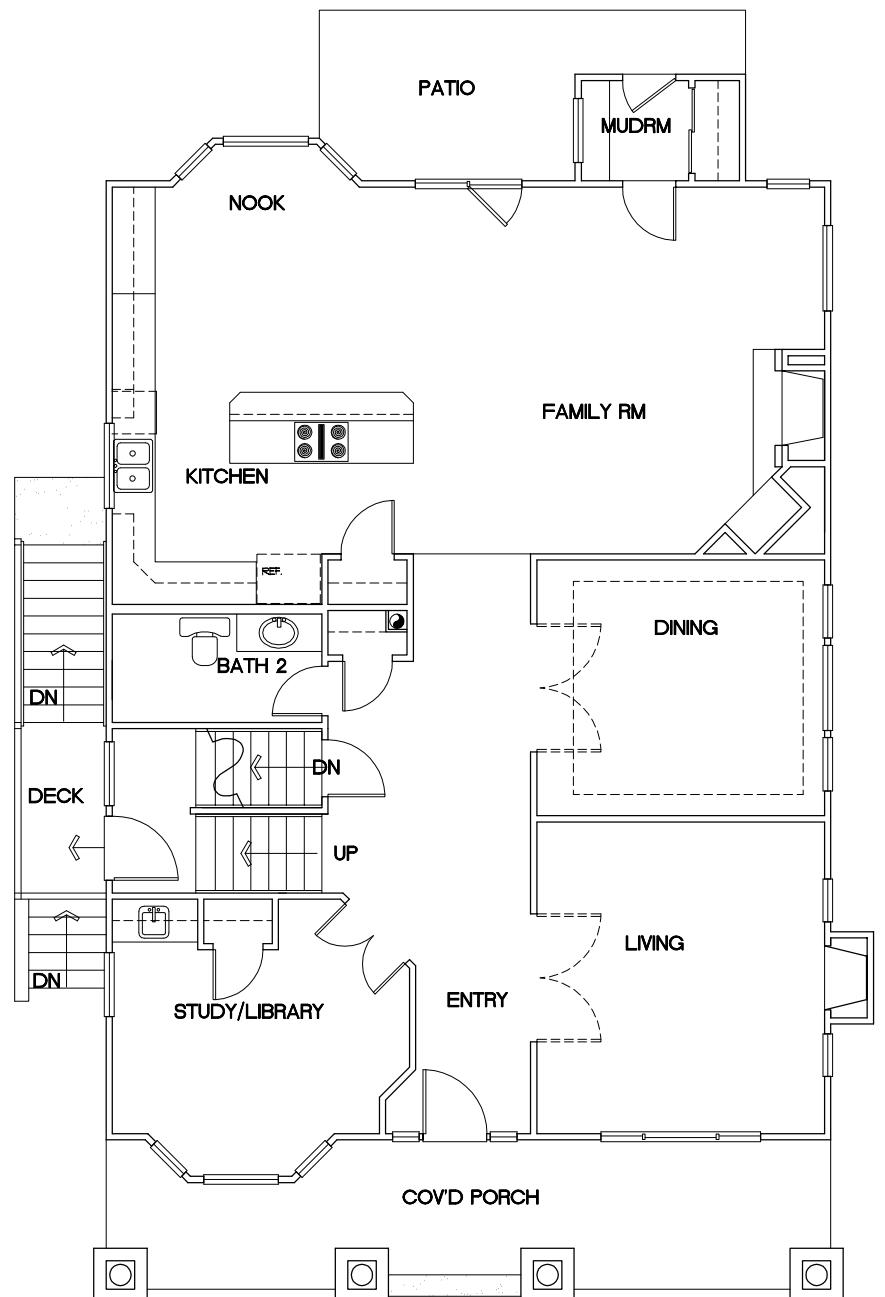 PATIO
MUDRM
NOOK
FAMILY RM
KITCHEN
REF.
DINING
BATH 2
DN
DN
DECK
UP
LIVING
DN
ENTRY
STUDY/LIBRARY
COV'D PORCH